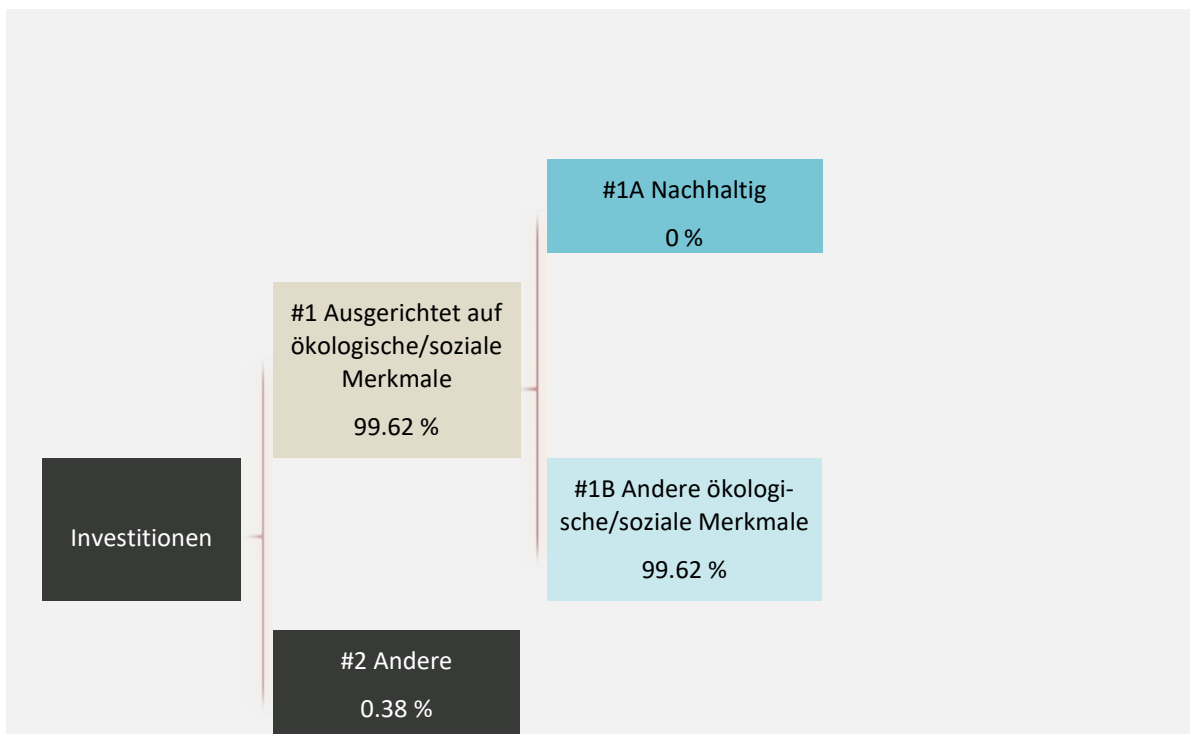 #1A Nachhaltig
0 %
#1 Ausgerichtet auf
ökologische/soziale
Merkmale
99.62 %
#1B Andere ökologi-
sche/soziale Merkmale
99.62 %
Investitionen
#2 Andere
0.38 %